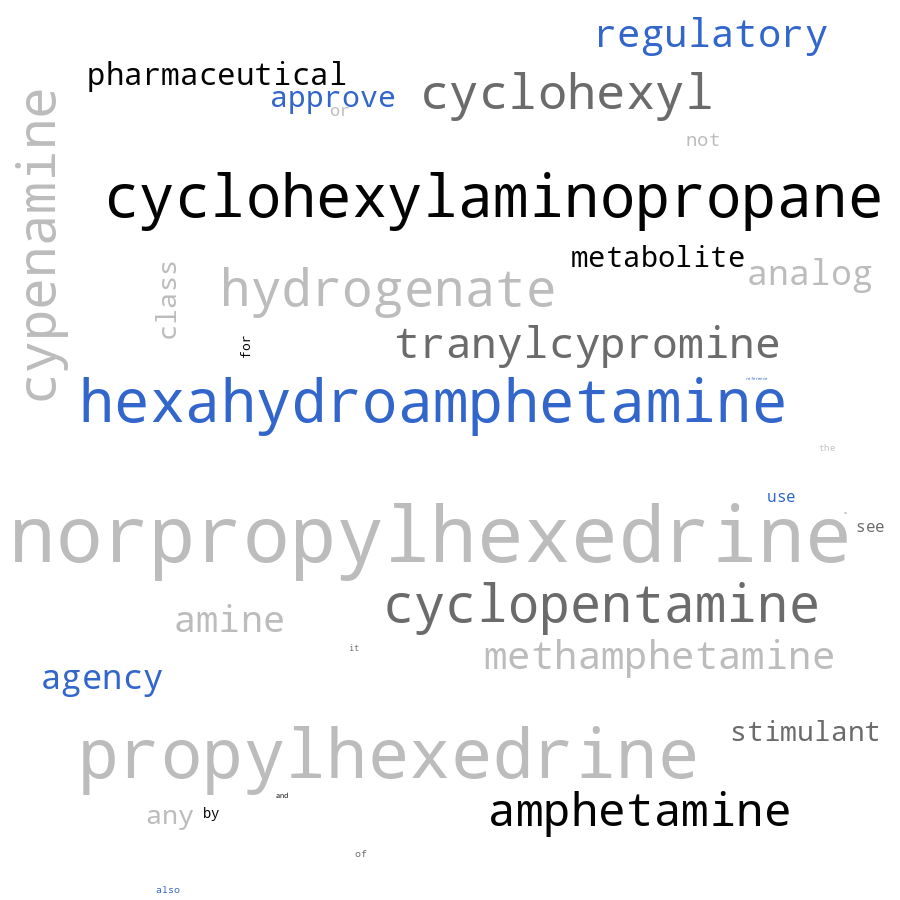 regulatory
pharmaceutical
approve
cyclohexyl
or
not
cypenamine
cyclohexylaminopropane
metabolite
analog
class
hydrogenate
for
tranylcypromine
reference
hexahydroamphetamine
the
use
norpropylhexedrine
see
cyclopentamine
amine
it
methamphetamine
agency
stimulant
propylhexedrine
and
any
by
amphetamine
of
also